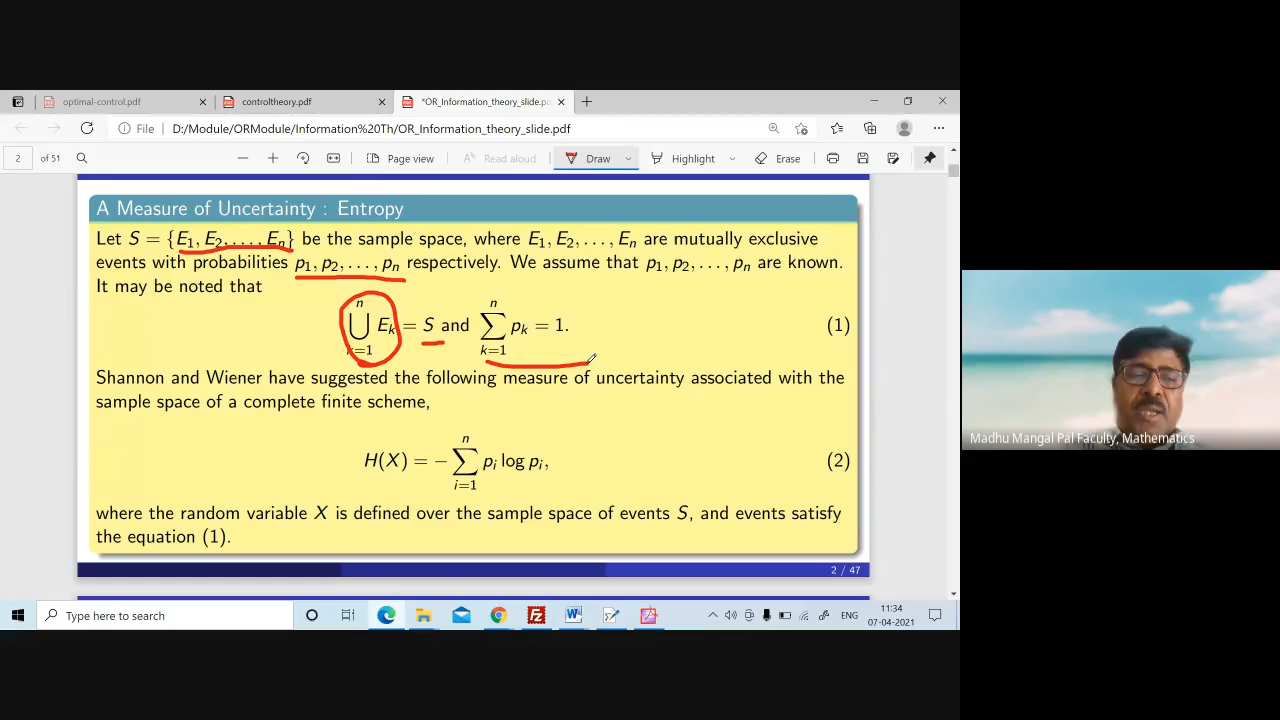 optimal-control.pdf
controltheory.pdf
*OR_Information_theory_slide.pd
File D:/Module/ORModule/Information%20Th/OR_Information_theory_slide.pdf
2 of 51 Page view Read aloud Draw Highlight Erase
A Measure of Uncertainty : Entropy
Let S = {E₁, E₂, . . . , Eₙ} be the sample space, where E₁, E₂, . . . , Eₙ are mutually exclusive
events with probabilities p₁, p₂, . . . , pₙ respectively. We assume that p₁, p₂, . . . , pₙ are known.
It may be noted that
⋃ₖ₌₁ⁿ Eₖ = S and ∑ₖ₌₁ⁿ pₖ = 1. (1)
Shannon and Wiener have suggested the following measure of uncertainty associated with the
sample space of a complete finite scheme,
H(X) = − ∑ᵢ₌₁ⁿ pᵢ log pᵢ, (2)
where the random variable X is defined over the sample space of events S, and events satisfy
the equation (1).
2 / 47
Madhu Mangal Pal Faculty, Mathematics
Type here to search
ENG
11:34
07-04-2021